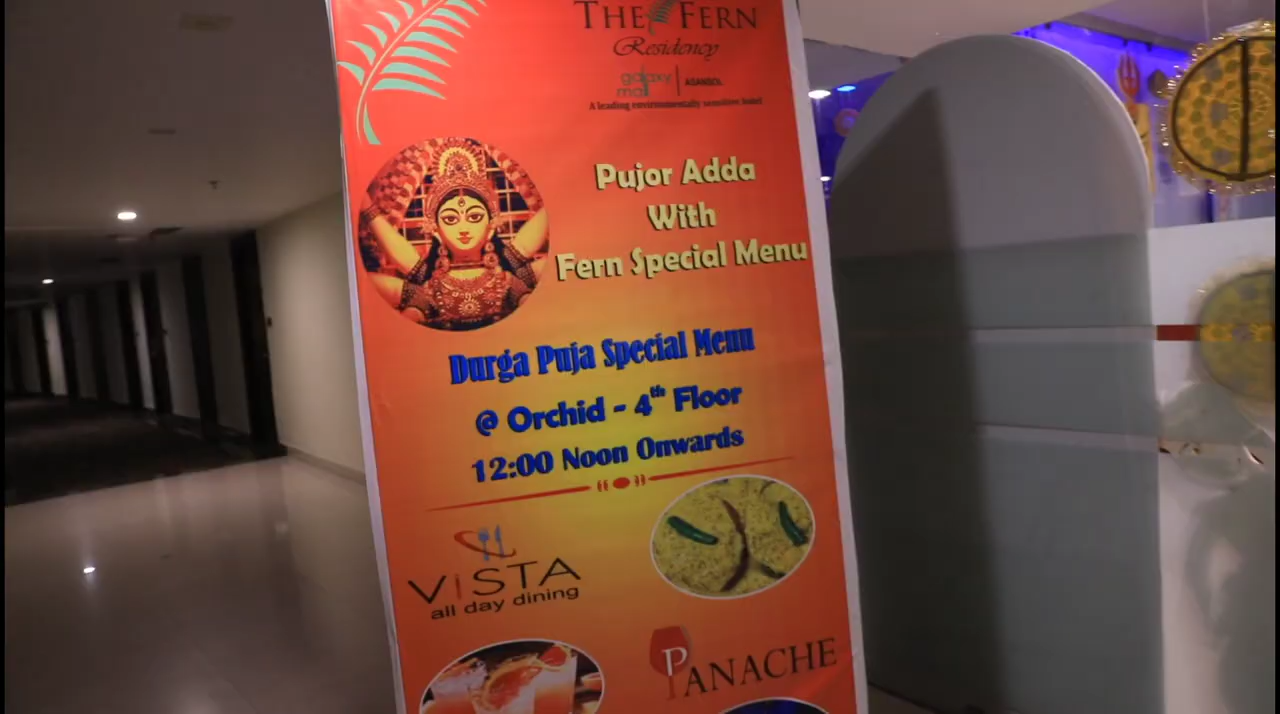 THE FERN
Residency
galaxy mall | ASANSOL
A leading environmentally sensitive hotel
Pujor Adda
With
Fern Special Menu
Durga Puja Special Menu
@ Orchid - 4th Floor
12:00 Noon Onwards
VISTA
all day dining
PANACHE